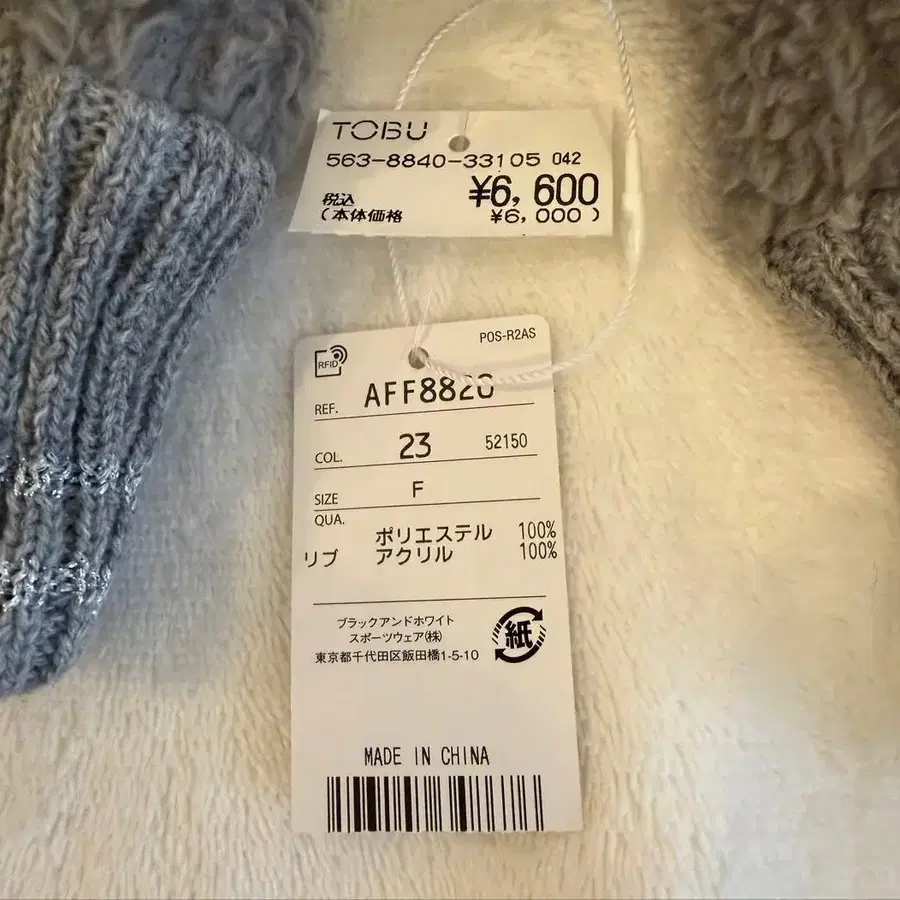 TOBU
563-8840-33105 042
税込 ¥6,600
(本体価格 ¥6,000)
POS-R2AS
RFID
REF. AFF8820
COL. 23 52150
SIZE F
QUA.
ポリエステル 100%
リブ アクリル 100%
ブラックアンドホワイト
スポーツウェア(株)
東京都千代田区飯田橋1-5-10
紙
MADE IN CHINA